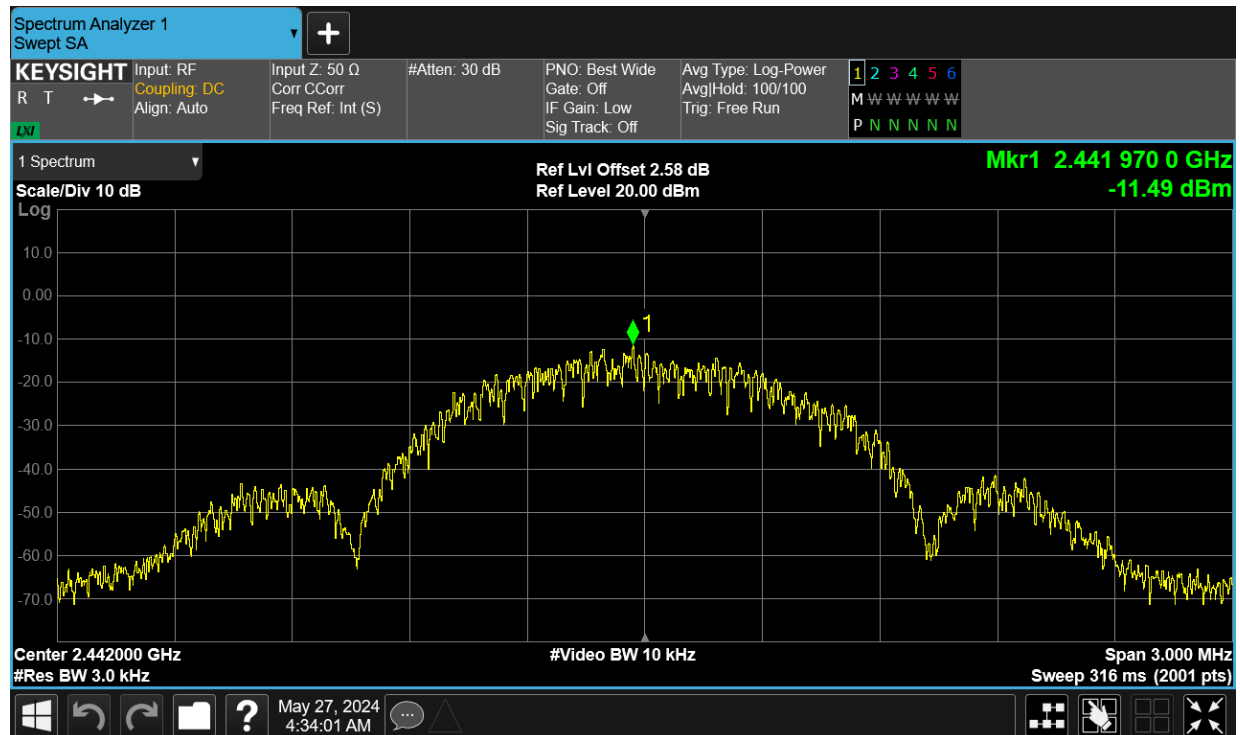 Spectrum Analyzer 1
Swept SA
+
KEYSIGHT
R T
LXI
Input: RF
Coupling: DC
Align: Auto
Input Z: 50 Ω
Corr CCorr
Freq Ref: Int (S)
#Atten: 30 dB
PNO: Best Wide
Gate: Off
IF Gain: Low
Sig Track: Off
Avg Type: Log-Power
Avg|Hold: 100/100
Trig: Free Run
1 2 3 4 5 6
M W W W W W
P N N N N N N
1 Spectrum
Scale/Div 10 dB
Log
Ref Lvl Offset 2.58 dB
Ref Level 20.00 dBm
Mkr1 2.441 970 0 GHz
-11.49 dBm
10.0
0.00
-10.0
-20.0
-30.0
-40.0
-50.0
-60.0
-70.0
1
Center 2.442000 GHz
#Res BW 3.0 kHz
#Video BW 10 kHz
Span 3.000 MHz
Sweep 316 ms (2001 pts)
?
May 27, 2024
4:34:01 AM